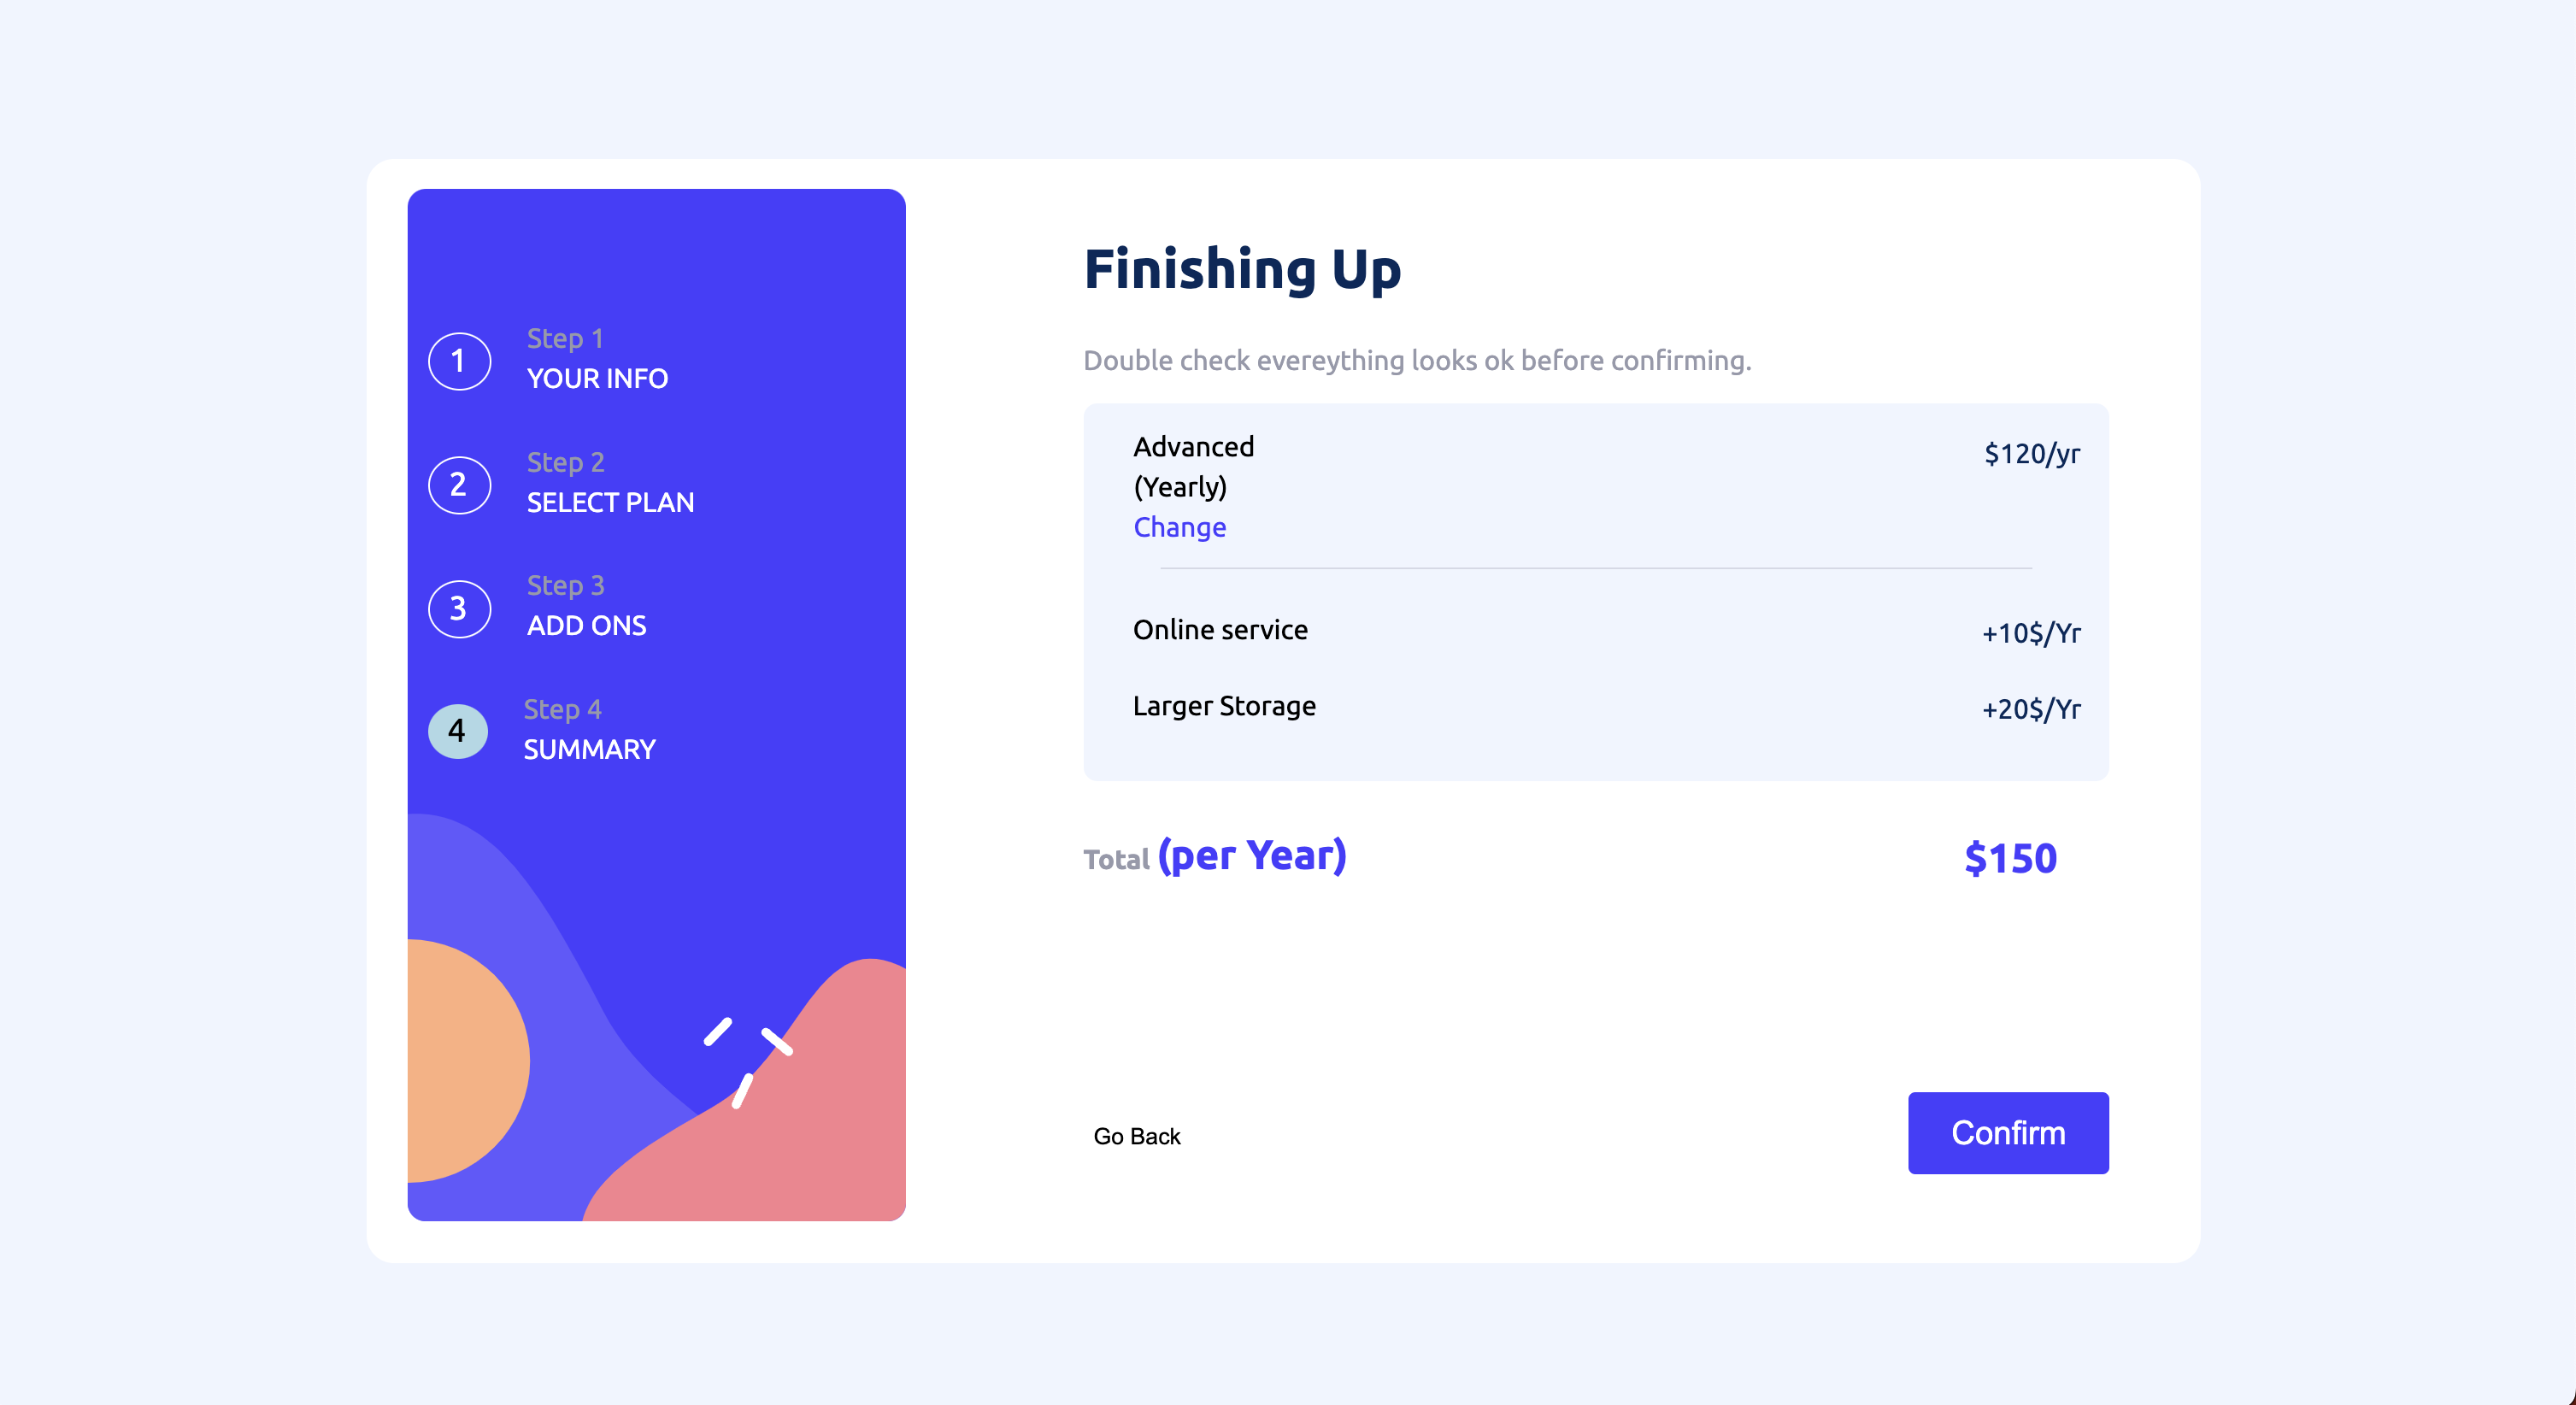 1
Step 1
YOUR INFO
2
Step 2
SELECT PLAN
3
Step 3
ADD ONS
4
Step 4
SUMMARY
Finishing Up
Double check evereything looks ok before confirming.
Advanced
(Yearly)
Change
$120/yr
Online service +10$/Yr
Larger Storage +20$/Yr
Total (per Year) $150
Go Back
Confirm